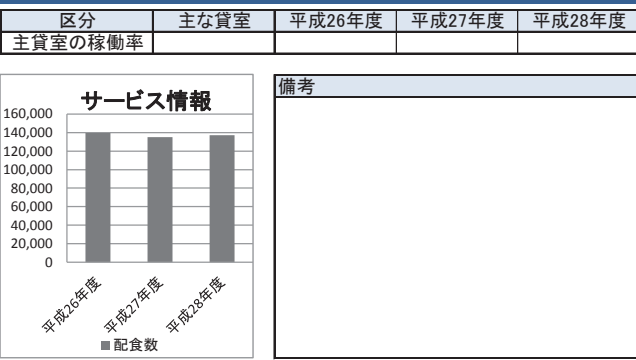 区分 主な貸室 平成26年度 平成27年度 平成28年度
主貸室の稼働率
サービス情報
160,000
140,000
120,000
100,000
80,000
60,000
40,000
20,000
0
平成26年度 平成27年度 平成28年度
■配食数
備考